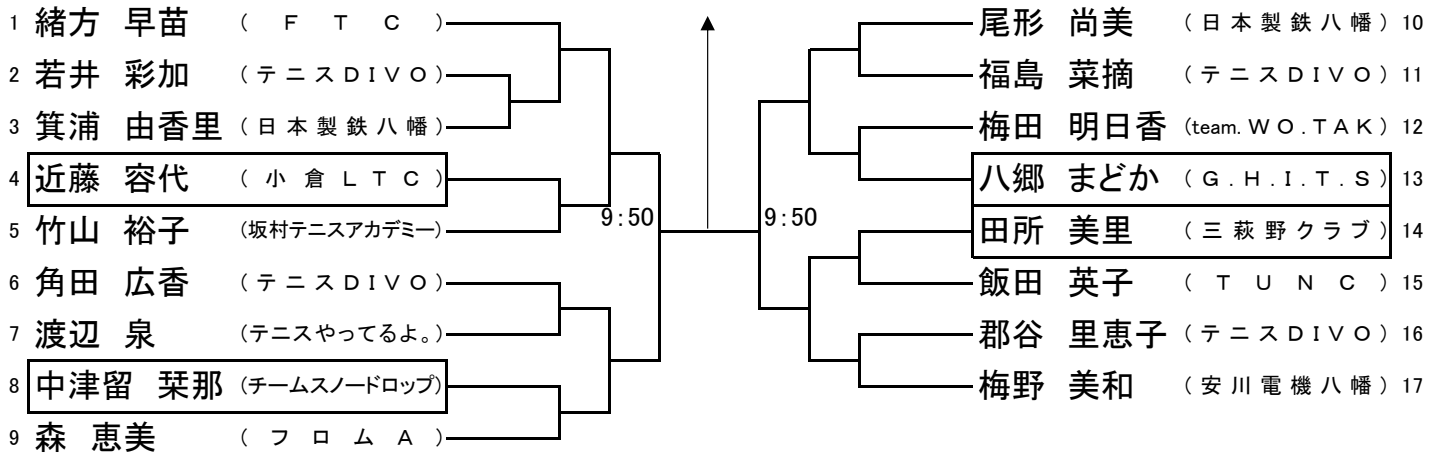 1 緒方 早苗 ( F T C )
2 若井 彩加 (テニスDIVO)
3 箕浦 由香里 (日本製鉄八幡)
4 近藤 容代 (小倉LTC)
5 竹山 裕子 (坂村テニスアカデミー)
6 角田 広香 (テニスDIVO)
7 渡辺 泉 (テニスやってるよ。)
8 中津留 栞那 (チームスノードロップ)
9 森 恵美 (フロムA)
9:50
9:50
尾形 尚美 (日本製鉄八幡) 10
福島 菜摘 (テニスDIVO) 11
梅田 明日香 (team.WO.TAK) 12
八郷 まどか (G.H.I.T.S) 13
田所 美里 (三萩野クラブ) 14
飯田 英子 ( T U N C ) 15
郡谷 里恵子 (テニスDIVO) 16
梅野 美和 (安川電機八幡) 17